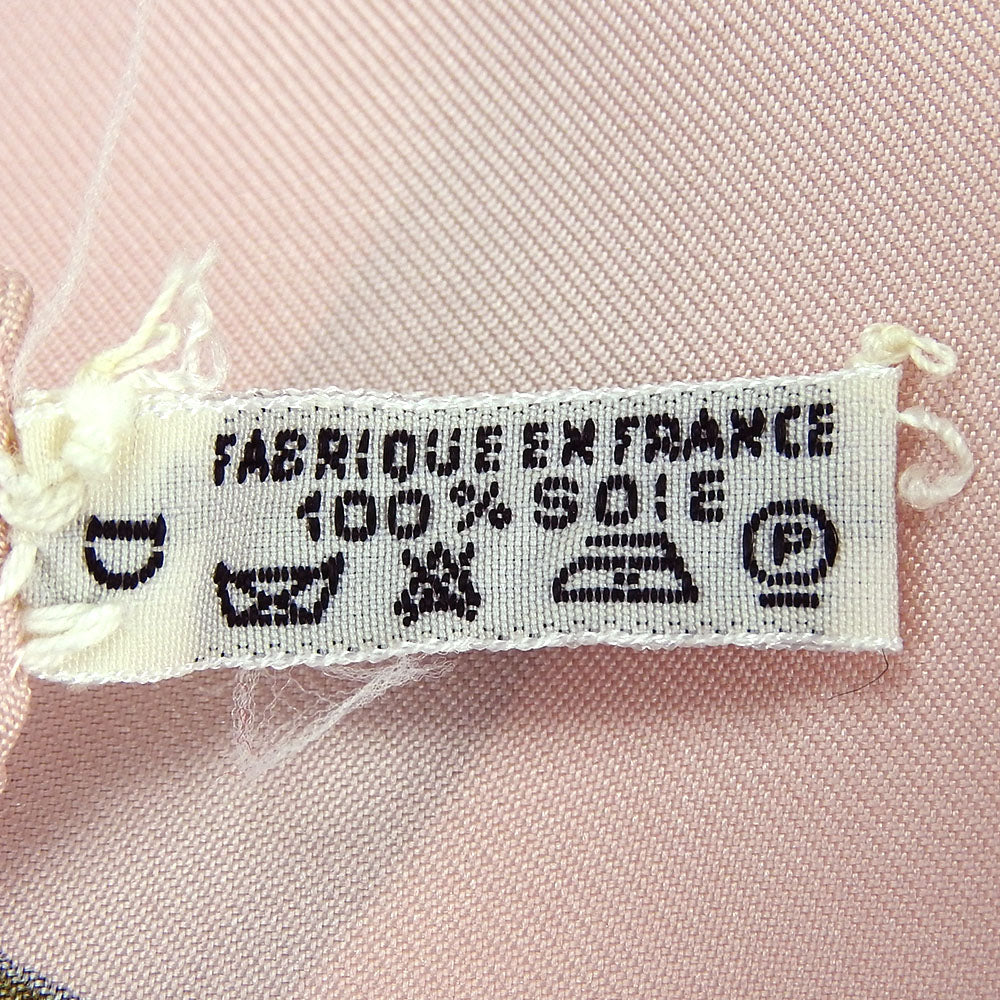 FABRIQUE EN FRANCE
100% SOIE
D
P